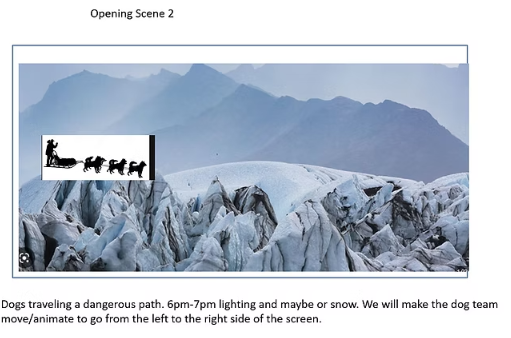 Opening Scene 2
Dogs traveling a dangerous path. 6pm-7pm lighting and maybe or snow. We will make the dog team
move/animate to go from the left to the right side of the screen.